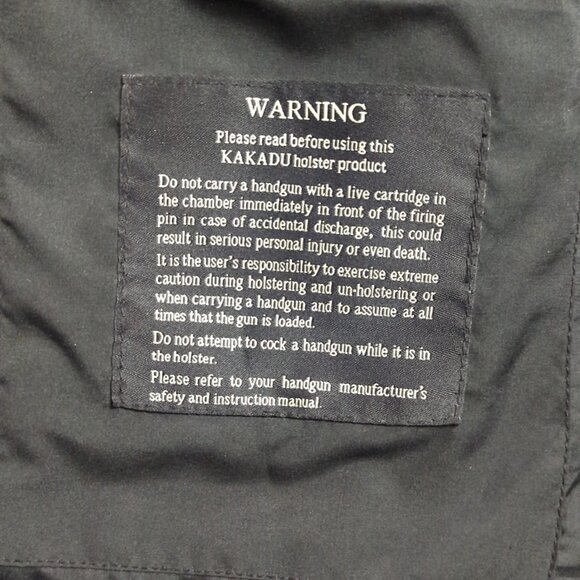 WARNING
Please read before using this
KAKADU holster product
Do not carry a handgun with a live cartridge in
the chamber immediately in front of the firing
pin in case of accidental discharge, this could
result in serious personal injury or even death.
It is the user's responsibility to exercise extreme
caution during holstering and un-holstering or
when carrying a handgun and to assume at all
times that the gun is loaded.
Do not attempt to cock a handgun while it is in
the holster.
Please refer to your handgun manufacturer's
safety and instruction manual.